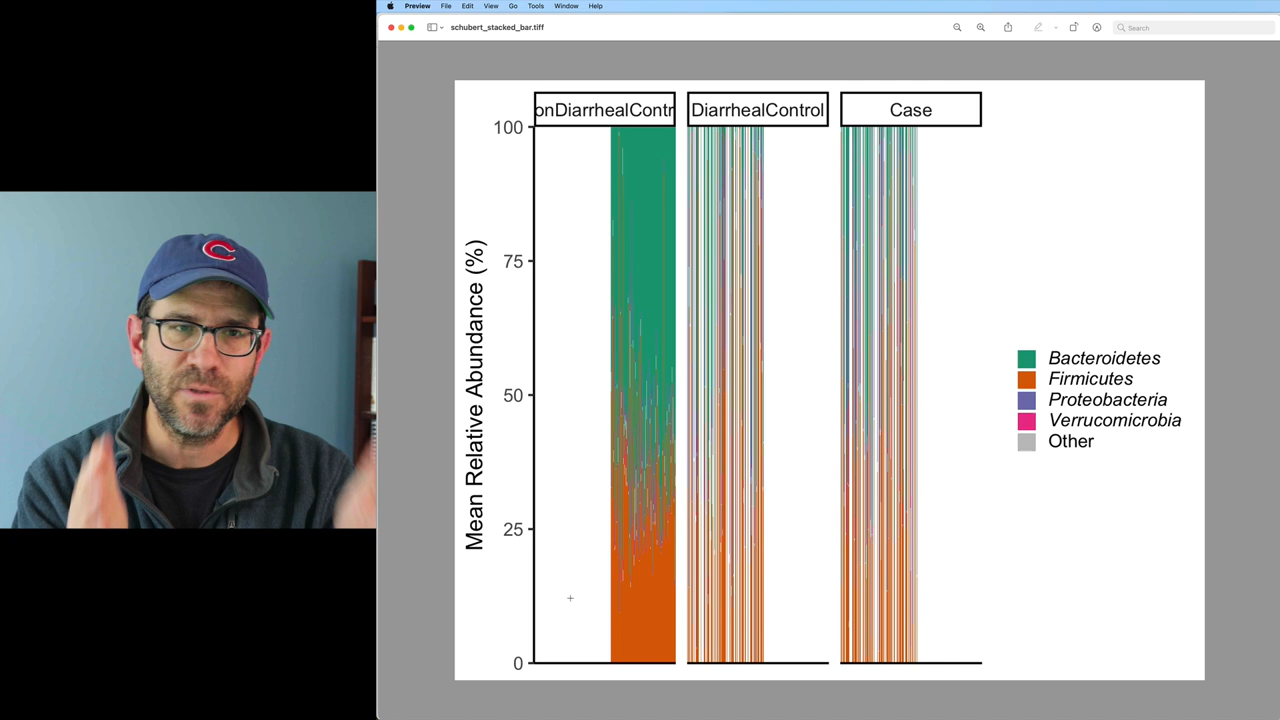 Preview File Edit View Go Tools Window Help
schubert_stacked_bar.tiff
Search
onDiarrhealContr
DiarrhealControl
Case
Mean Relative Abundance (%)
100
75
50
25
0
Bacteroidetes
Firmicutes
Proteobacteria
Verrucomicrobia
Other
C